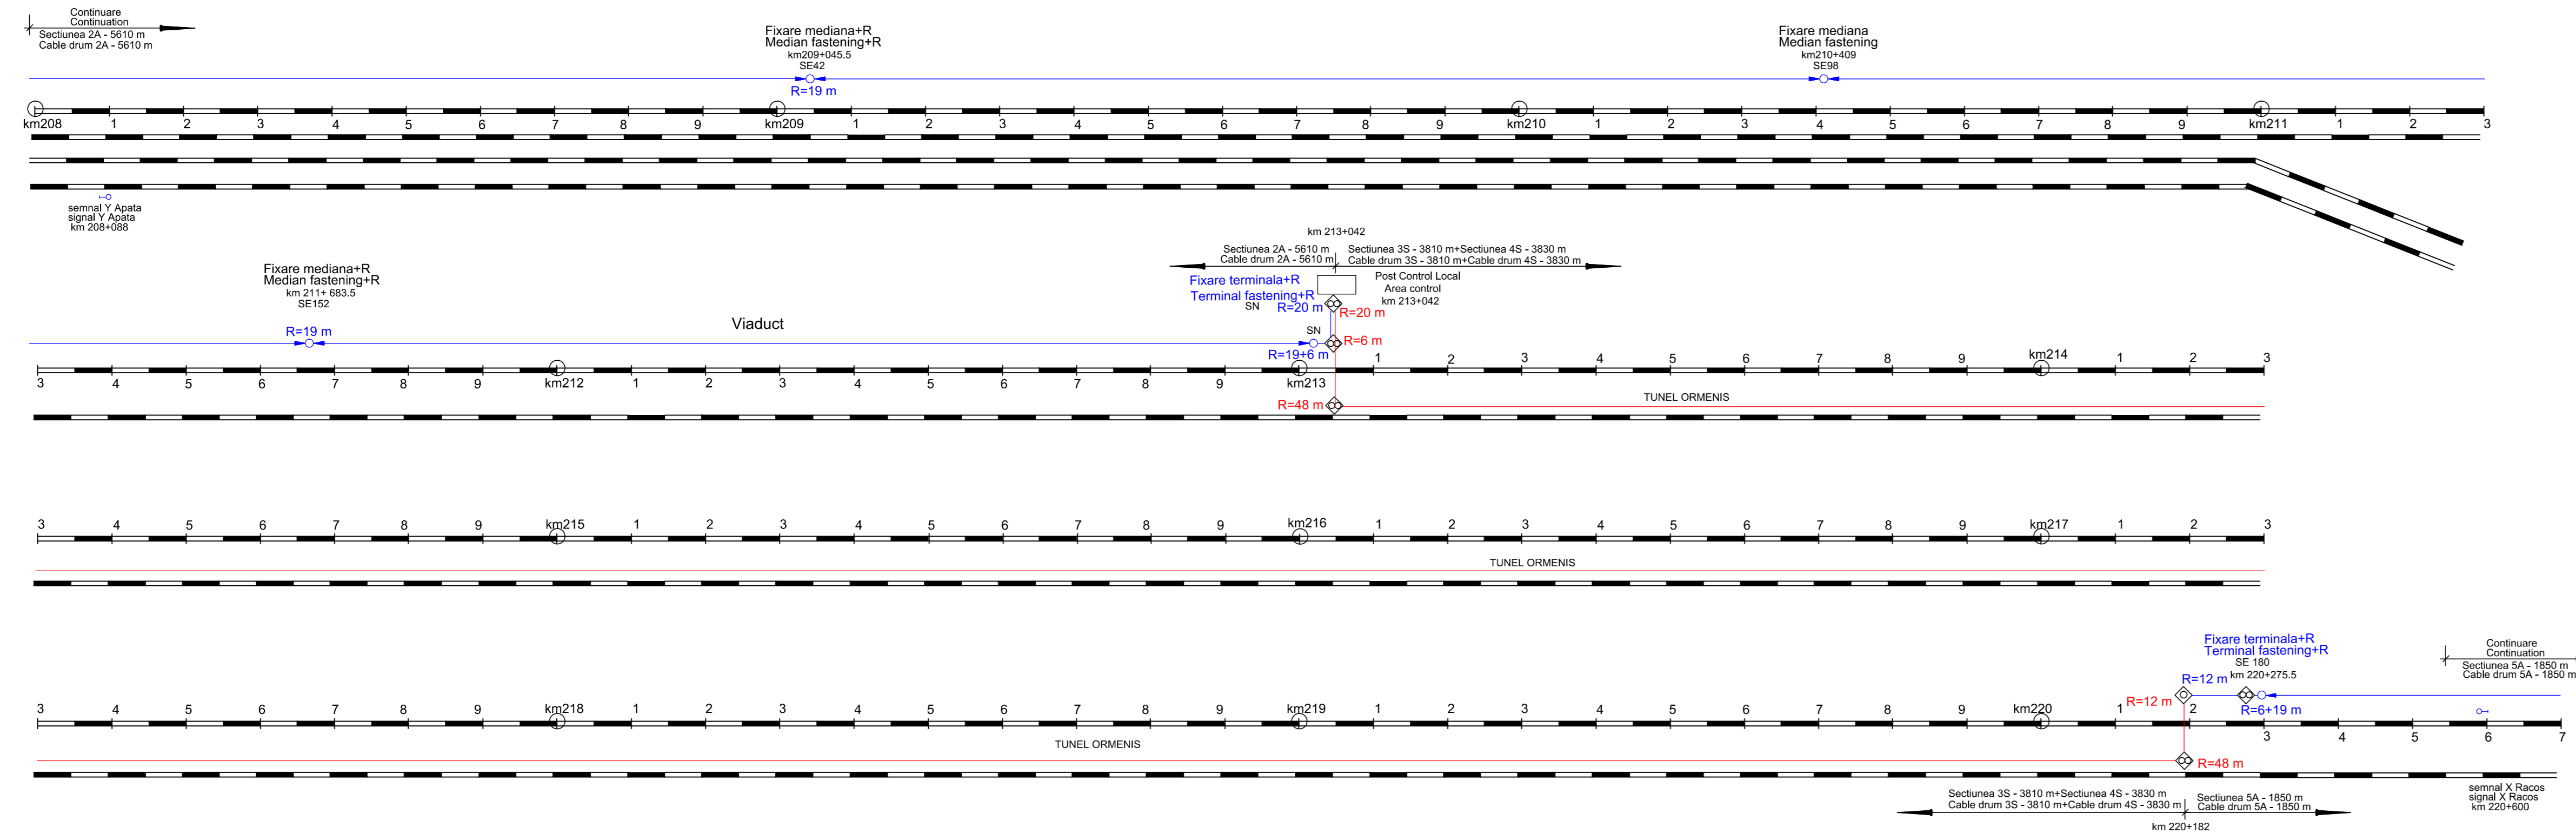 Continuare
Continuation
Sectiunea 2A - 5610 m
Cable drum 2A - 5610 m
Fixare mediana+R
Median fastening+R
km209+045.5
SE42
R=19 m
Fixare mediana
Median fastening
km210+409
SE98
km208 1 2 3 4 5 6 7 8 9 km209 1 2 3 4 5 6 7 8 9 km210 1 2 3 4 5 6 7 8 9 km211 1 2 3
semnal Y Apata
signal Y Apata
km 208+088
km 213+042
Sectiunea 2A - 5610 m
Cable drum 2A - 5610 m
Sectiunea 3S - 3810 m+Sectiunea 4S - 3830 m
Cable drum 3S - 3810 m+Cable drum 4S - 3830 m
Fixare mediana+R
Median fastening+R
km 211+ 683.5
SE152
R=19 m
Viaduct
Fixare terminala+R
Terminal fastening+R
SN
R=20 m
Post Control Local
Area control
km 213+042
R=20 m
SN
R=6 m
R=19+6 m
3 4 5 6 7 8 9 km212 1 2 3 4 5 6 7 8 9 km213 1 2 3 4 5 6 7 8 9 km214 1 2 3
R=48 m
TUNEL ORMENIS
3 4 5 6 7 8 9 km215 1 2 3 4 5 6 7 8 9 km216 1 2 3 4 5 6 7 8 9 km217 1 2 3
TUNEL ORMENIS
Fixare terminala+R
Terminal fastening+R
SE 180
km 220+275.5
R=12 m
Continuare
Continuation
Sectiunea 5A - 1850 m
Cable drum 5A - 1850 m
R=12 m
R=6+19 m
3 4 5 6 7 8 9 km218 1 2 3 4 5 6 7 8 9 km219 1 2 3 4 5 6 7 8 9 km220 1 2 3 4 5 6 7
TUNEL ORMENIS
R=48 m
semnal X Racos
signal X Racos
km 220+600
Sectiunea 3S - 3810 m+Sectiunea 4S - 3830 m
Cable drum 3S - 3810 m+Cable drum 4S - 3830 m
Sectiunea 5A - 1850 m
Cable drum 5A - 1850 m
km 220+182